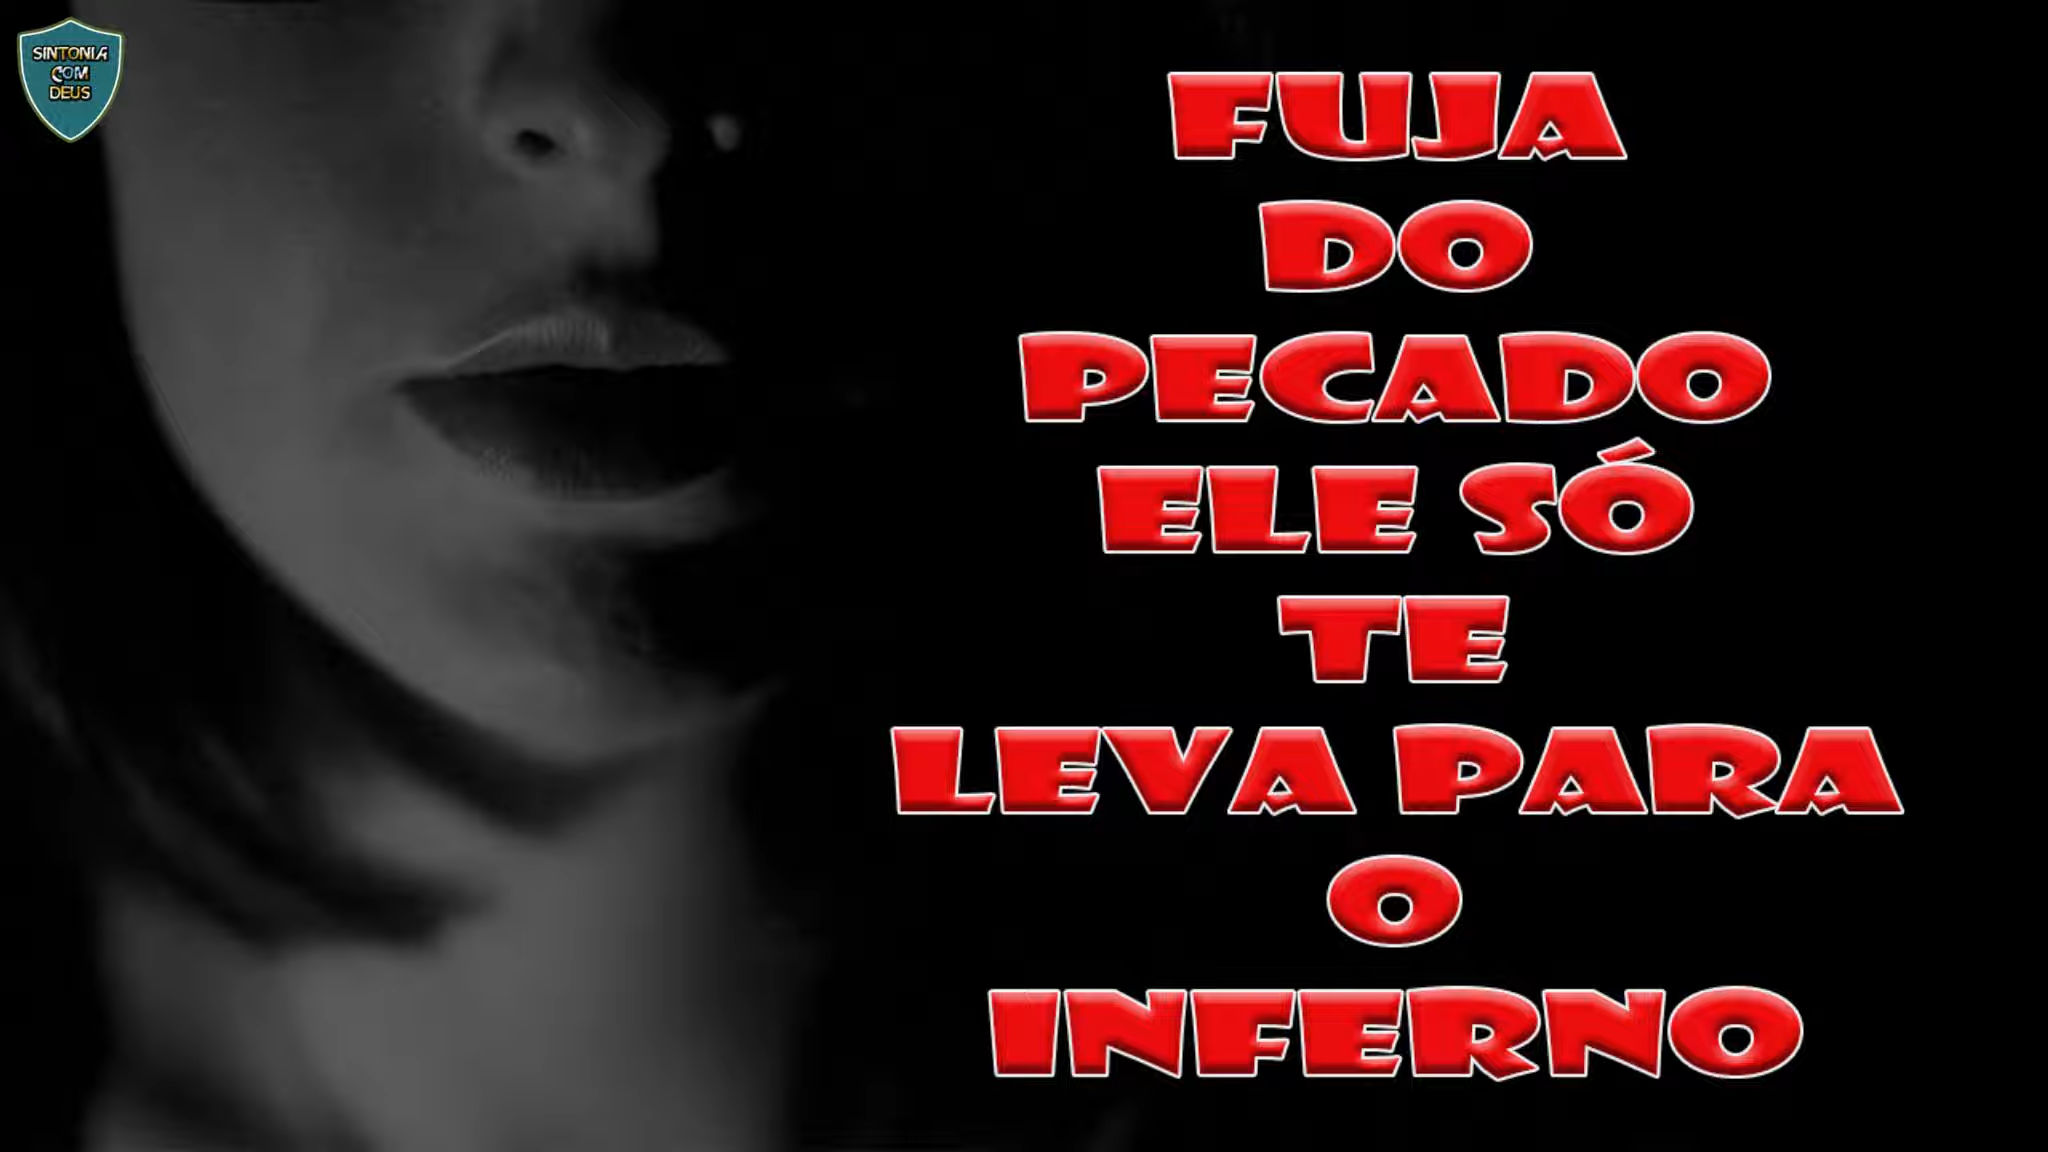 SINTONIA
COM
DEUS
FUJA
DO
PECADO
ELE SÓ
TE
LEVA PARA
O
INFERNO